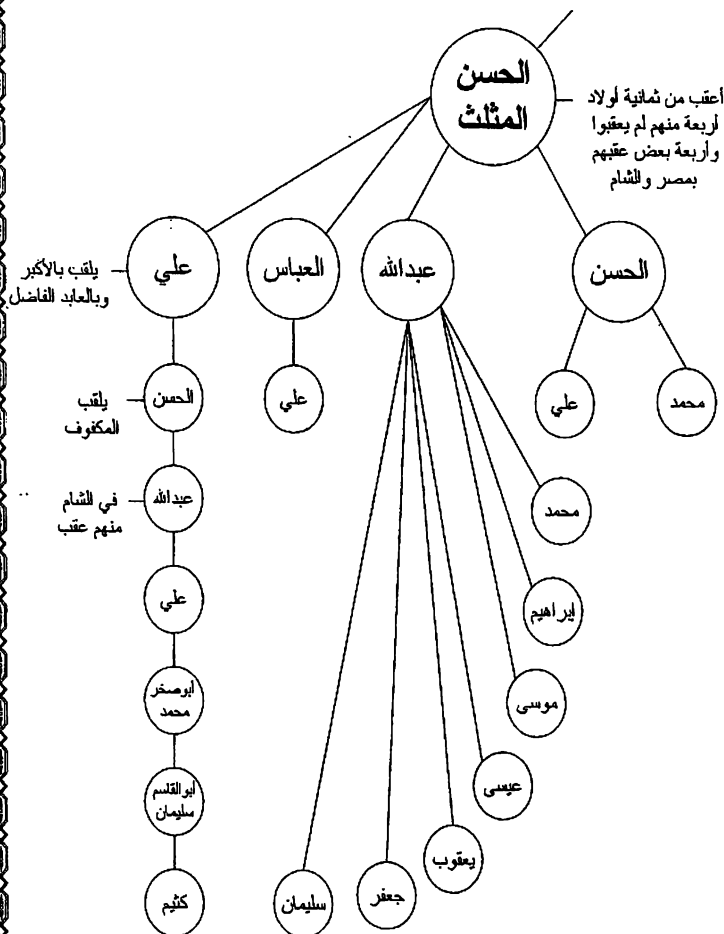 الحسن
المثلث
أعقب من ثمانية أولاد
أربعة منهم لم يعقبوا
وأربعة بعض عقبهم
بمصر والشام
الحسن
عبدالله
العباس
علي
يلقب بالأكبر
وبالعابد الفاضل
محمد
علي
علي
الحسن
يلقب
المكفوف
عبدالله
في الشام
منهم عقب
محمد
علي
إبراهيم
موسى
أبوصخر
محمد
عيسى
أبوالقاسم
سليمان
يعقوب
جعفر
سليمان
كثيم